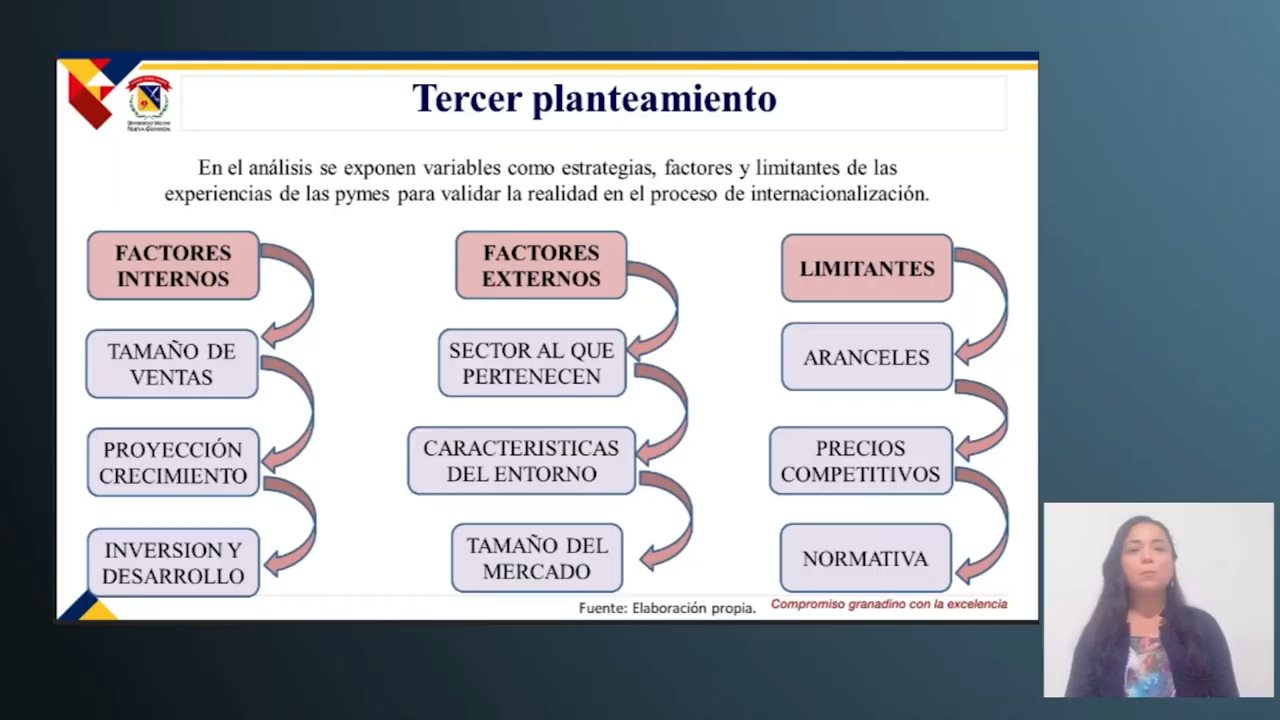 Tercer planteamiento
En el análisis se exponen variables como estrategias, factores y limitantes de las
experiencias de las pymes para validar la realidad en el proceso de internacionalización.
FACTORES
INTERNOS
TAMAÑO DE
VENTAS
PROYECCIÓN
CRECIMIENTO
INVERSION Y
DESARROLLO
FACTORES
EXTERNOS
SECTOR AL QUE
PERTENECEN
CARACTERISTICAS
DEL ENTORNO
TAMAÑO DEL
MERCADO
LIMITANTES
ARANCELES
PRECIOS
COMPETITIVOS
NORMATIVA
Fuente: Elaboración propia.
Compromiso granadino con la excelencia